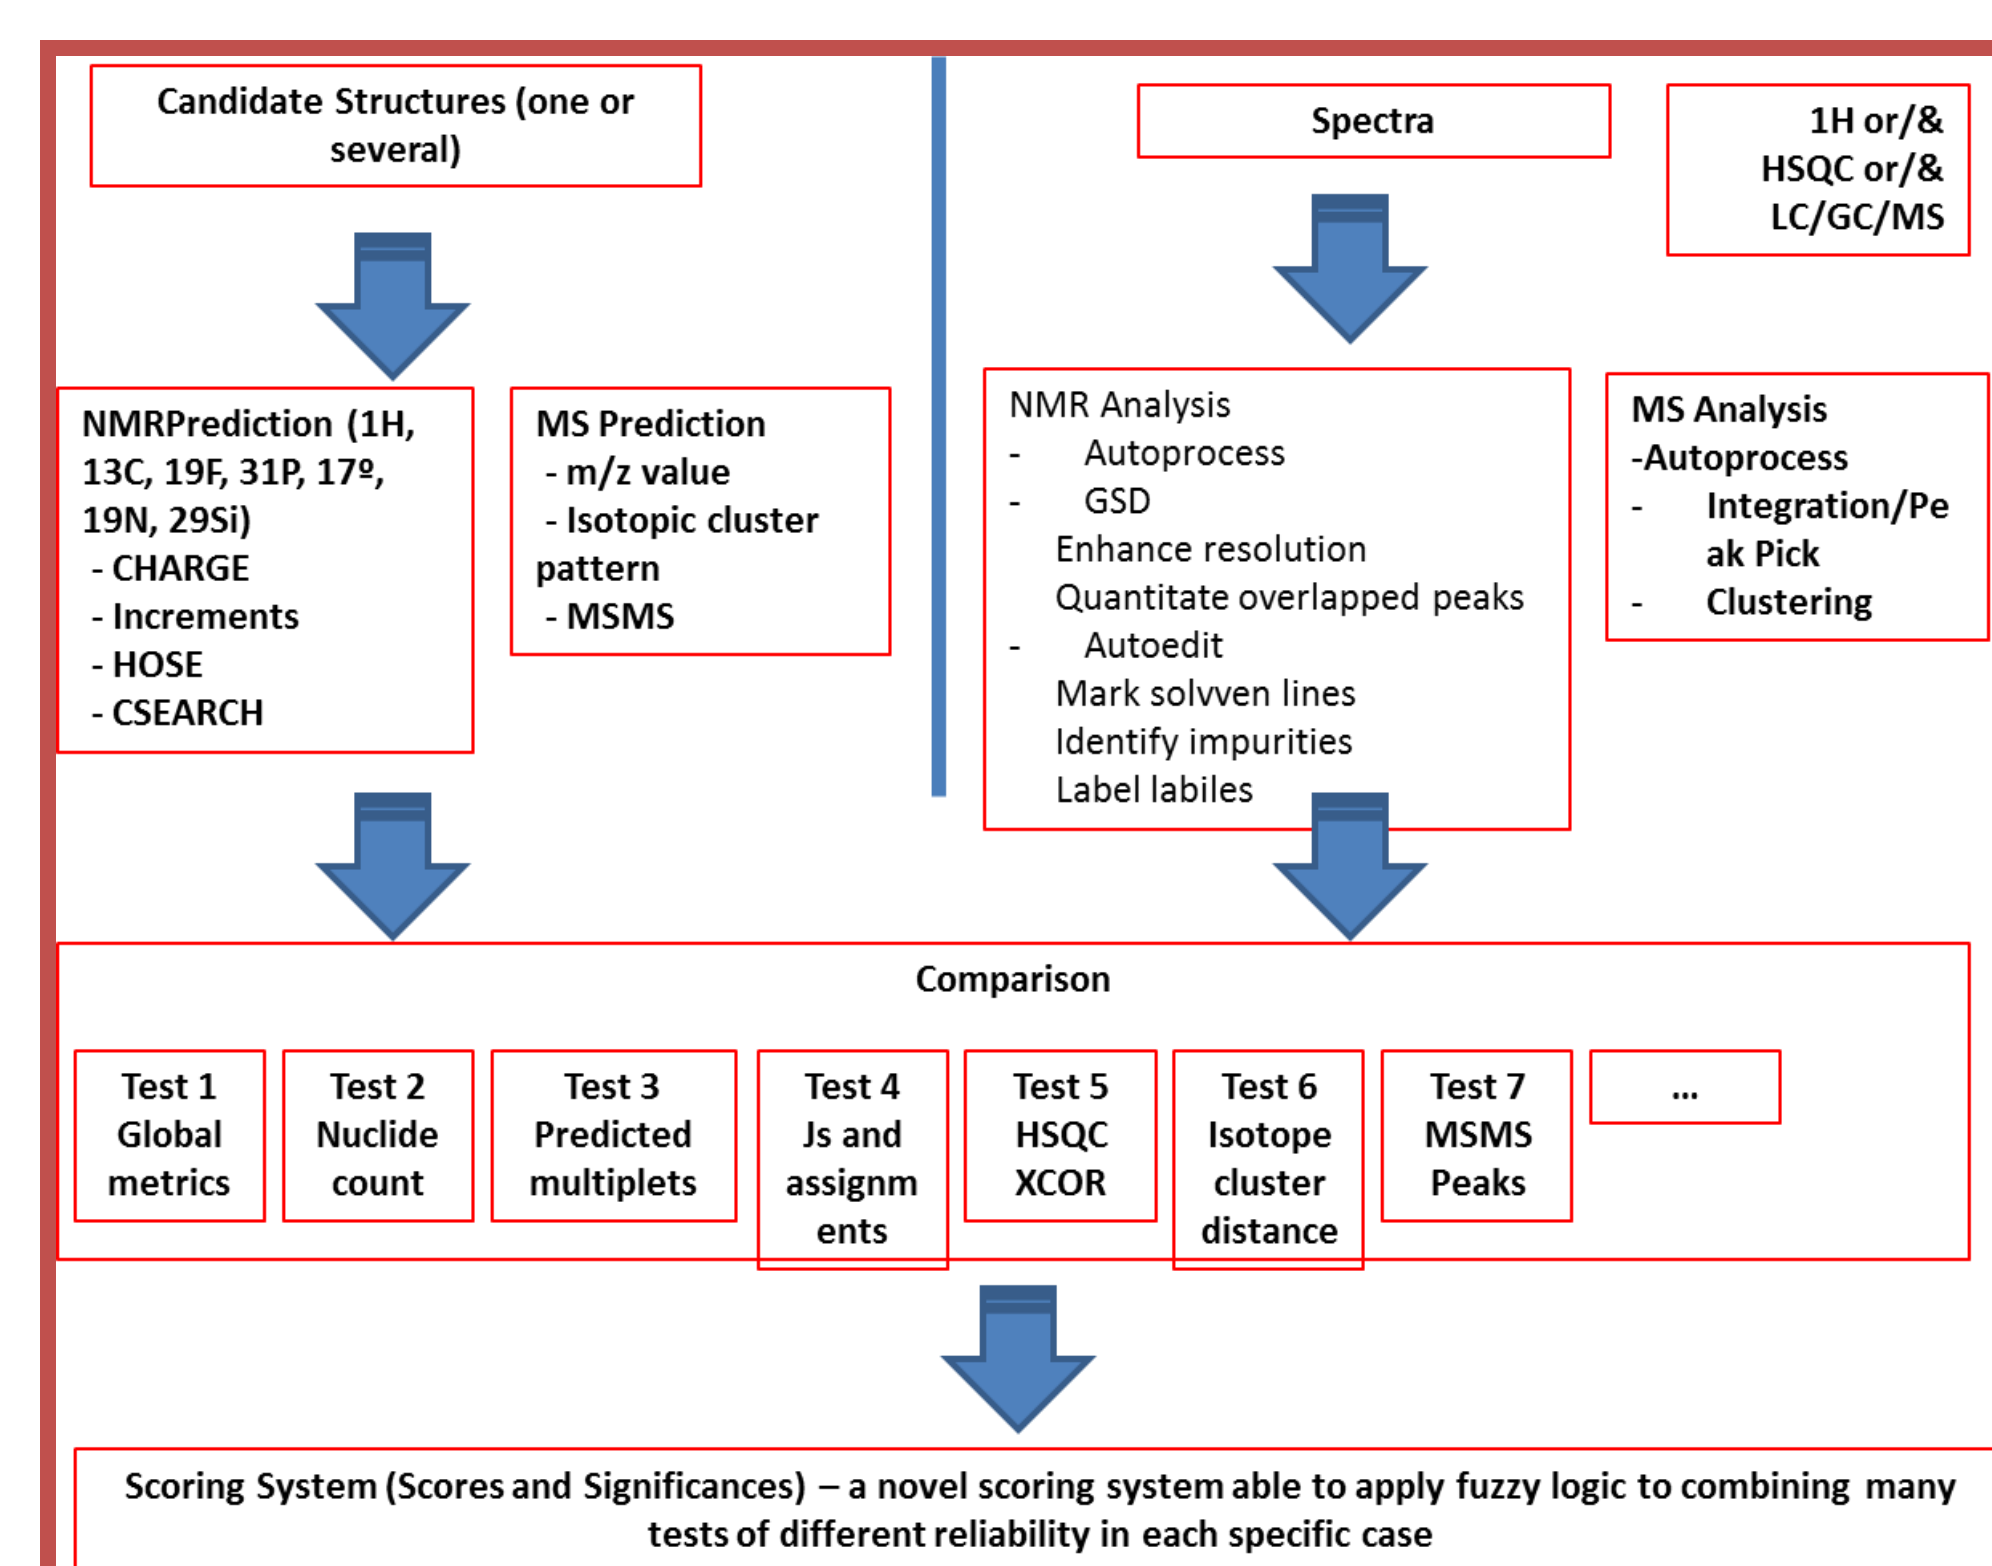 Candidate Structures (one or
several)
Spectra
1H or/&
HSQC or/&
LC/GC/MS
NMRPrediction (1H,
13C, 19F, 31P, 17º,
19N, 29Si)
- CHARGE
- Increments
- HOSE
- CSEARCH
MS Prediction
- m/z value
- Isotopic cluster
pattern
- MSMS
NMR Analysis
- Autoprocess
- GSD
Enhance resolution
Quantitate overlapped peaks
- Autoedit
Mark solvven lines
Identify impurities
Label labiles
MS Analysis
-Autoprocess
- Integration/Pe
ak Pick
- Clustering
Comparison
Test 1
Global
metrics
Test 2
Nuclide
count
Test 3
Predicted
multiplets
Test 4
Js and
assignm
ents
Test 5
HSQC
XCOR
Test 6
Isotope
cluster
distance
Test 7
MSMS
Peaks
...
Scoring System (Scores and Significances) – a novel scoring system able to apply fuzzy logic to combining many
tests of different reliability in each specific case